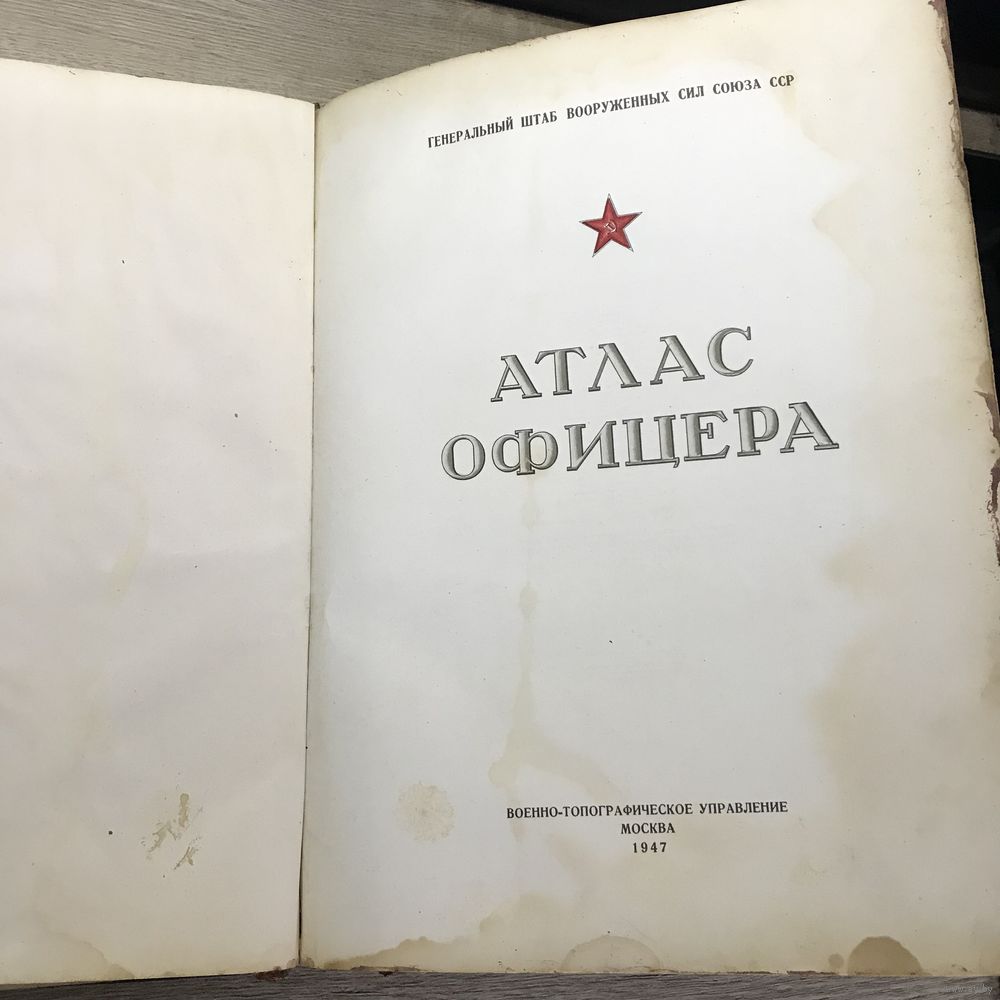 ГЕНЕРАЛЬНЫЙ ШТАБ ВООРУЖЕННЫХ СИЛ СОЮЗА ССР
АТЛАС
ОФИЦЕРА
ВОЕННО-ТОПОГРАФИЧЕСКОЕ УПРАВЛЕНИЕ
МОСКВА
1947